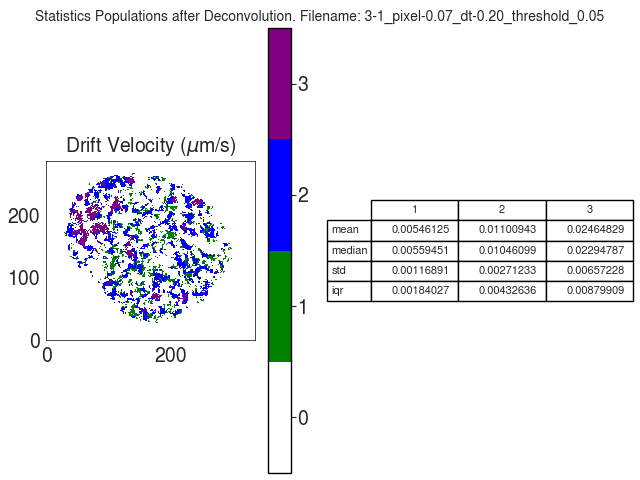 Statistics Populations after Deconvolution. Filename: 3-1_pixel-0.07_dt-0.20_threshold_0.05
Drift Velocity (μm/s)
200
100
0
0 200
3
2
1
0
1 2 3
mean 0.00546125 0.01100943 0.02464829
median 0.00559451 0.01046099 0.02294787
std 0.00116891 0.00271233 0.00657228
iqr 0.00184027 0.00432636 0.00879909